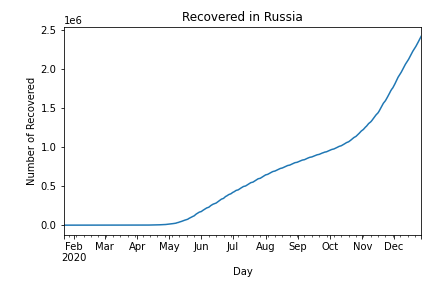 Recovered in Russia
1e6
2.5
2.0
1.5
1.0
0.5
0.0
Number of Recovered
Feb Mar Apr May Jun Jul Aug Sep Oct Nov Dec
2020
Day